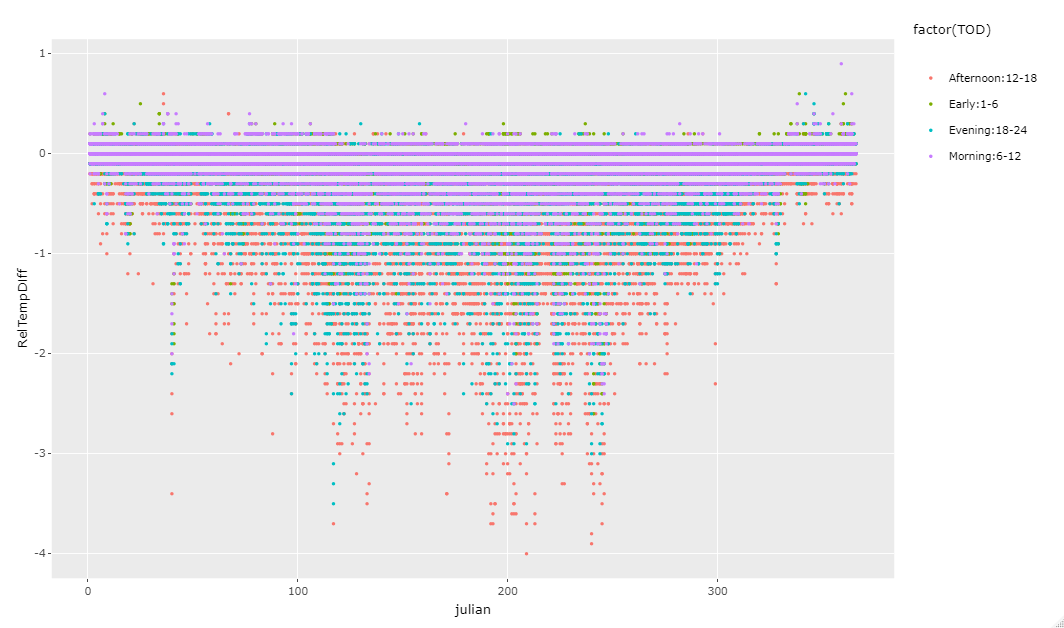 factor(TOD)
Afternoon:12-18
Early:1-6
Evening:18-24
Morning:6-12
RelTempDiff
1
0
-1
-2
-3
-4
0
100
200
300
julian